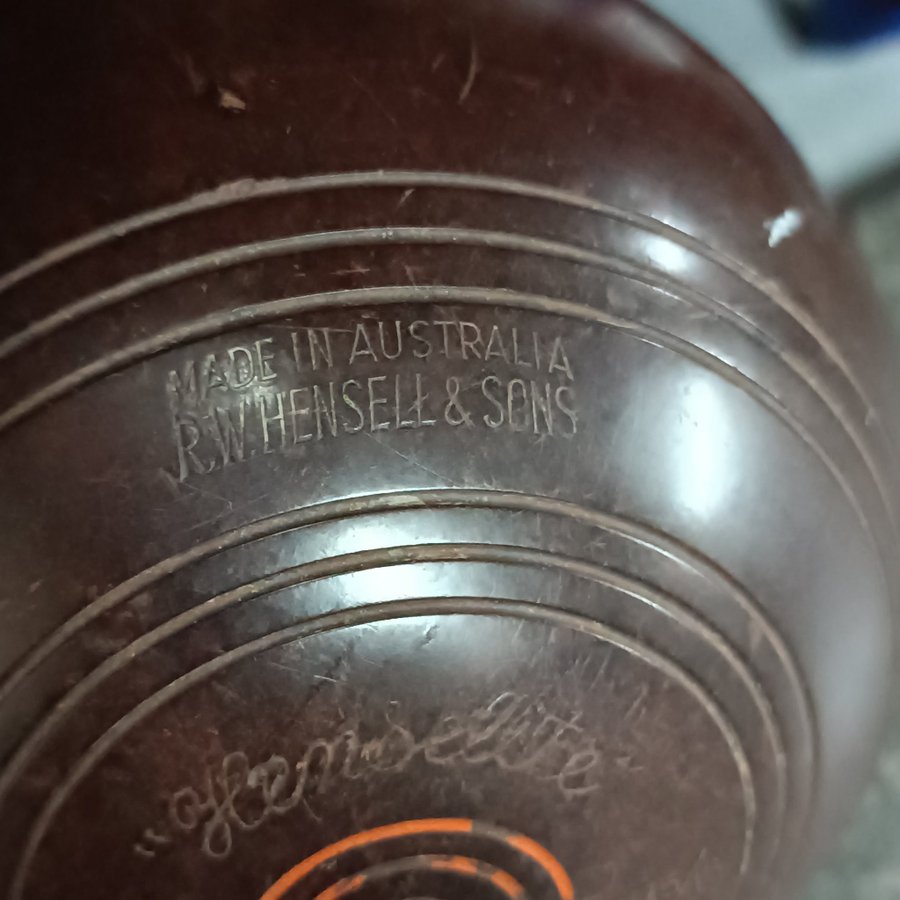 MADE IN AUSTRALIA
R.W.HENSELL & SONS
"Henselite"